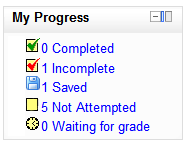 My Progress
0 Completed
1 Incomplete
1 Saved
5 Not Attempted
0 Waiting for grade